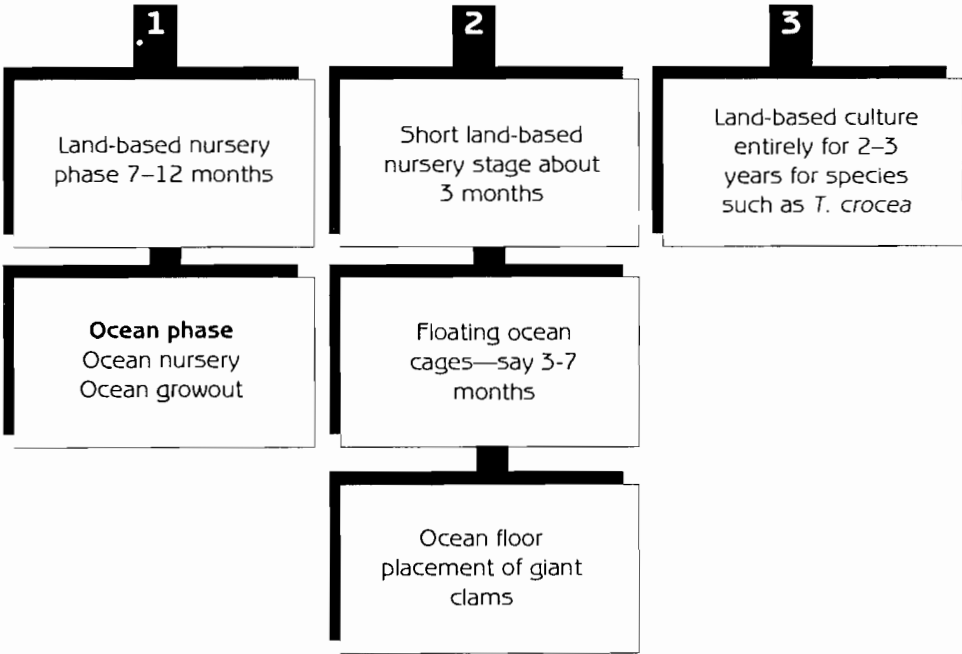 1
Land-based nursery
phase 7–12 months
Ocean phase
Ocean nursery
Ocean growout
2
Short land-based
nursery stage about
3 months
Floating ocean
cages—say 3-7
months
Ocean floor
placement of giant
clams
3
Land-based culture
entirely for 2–3
years for species
such as T. crocea